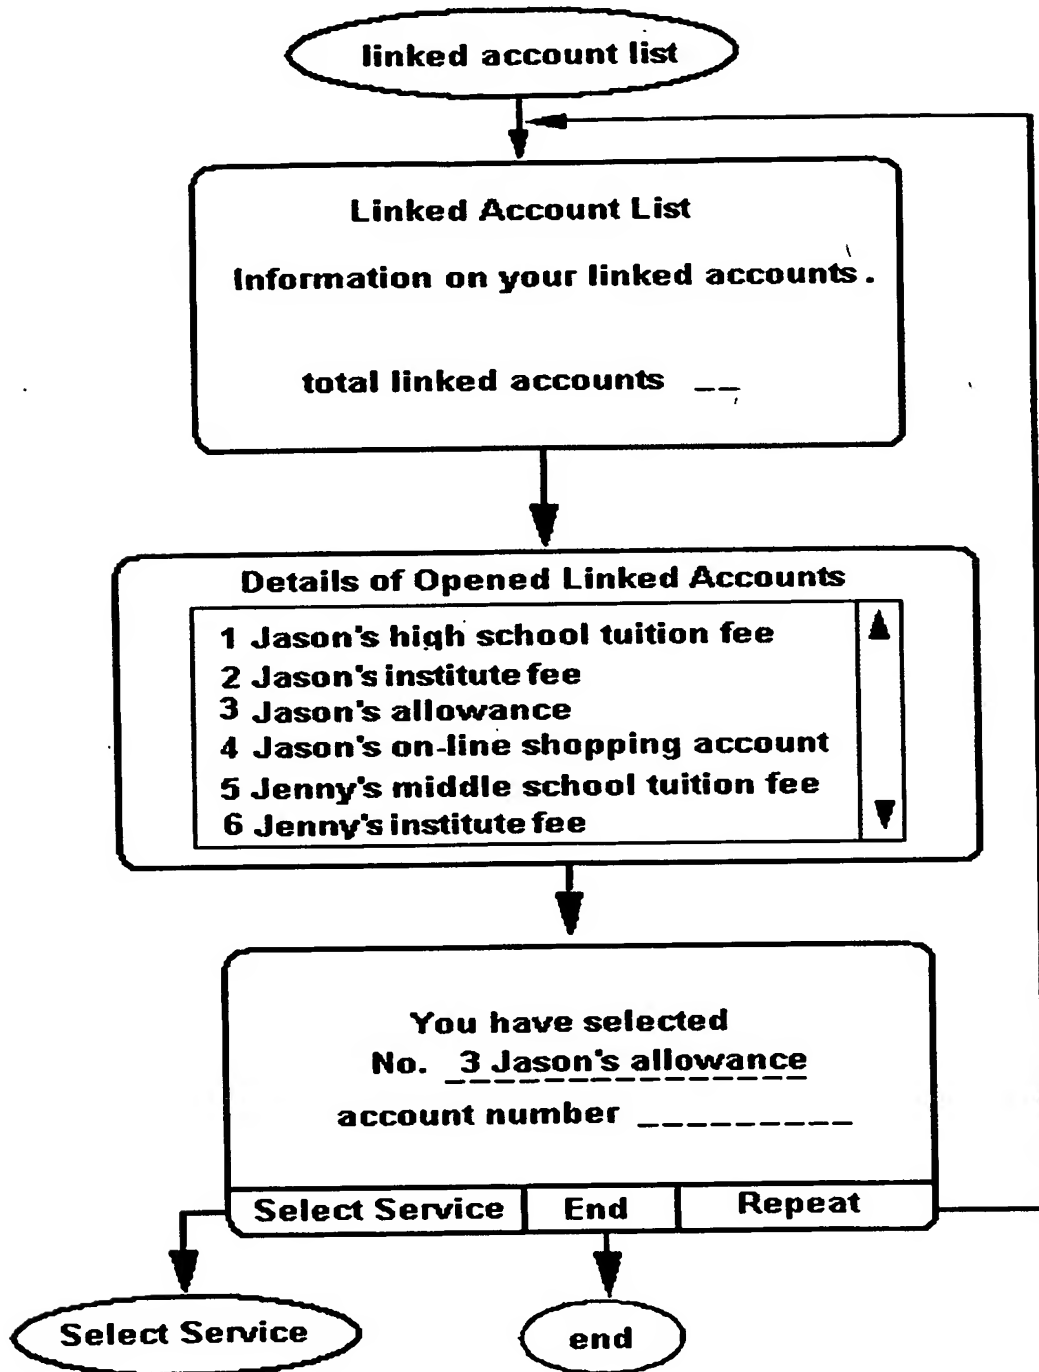 linked account list
Linked Account List
Information on your linked accounts.
total linked accounts __
Details of Opened Linked Accounts
1 Jason's high school tuition fee
2 Jason's institute fee
3 Jason's allowance
4 Jason's on-line shopping account
5 Jenny's middle school tuition fee
6 Jenny's institute fee
You have selected
No. 3 Jason's allowance
account number _________
Select Service End Repeat
Select Service end